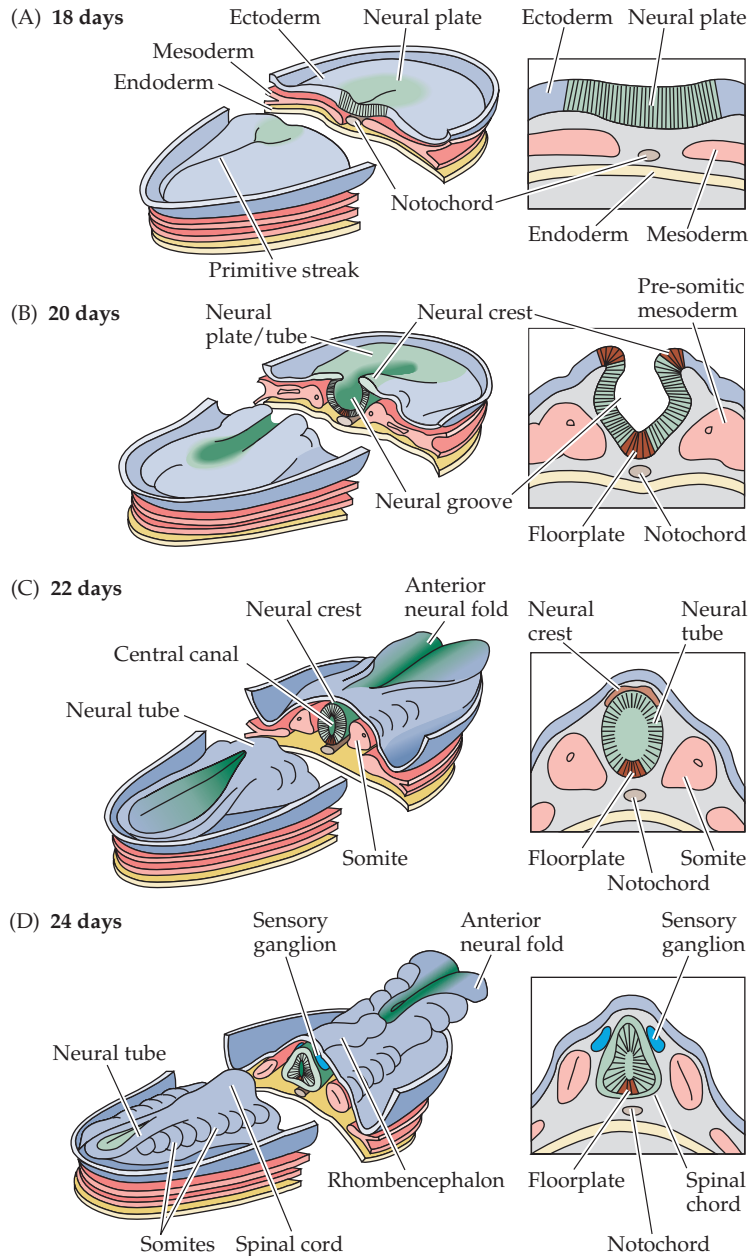 (A) 18 days
Ectoderm
Neural plate
Mesoderm
Endoderm
Notochord
Primitive streak
Ectoderm
Neural plate
Endoderm
Mesoderm
(B) 20 days
Neural
plate/tube
Neural crest
Pre-somitic
mesoderm
Neural groove
Floorplate
Notochord
(C) 22 days
Neural crest
Anterior
neural fold
Central canal
Neural tube
Somite
Neural
crest
Neural
tube
Floorplate
Somite
Notochord
(D) 24 days
Sensory
ganglion
Anterior
neural fold
Neural tube
Rhombencephalon
Somites
Spinal cord
Sensory
ganglion
Floorplate
Spinal
chord
Notochord